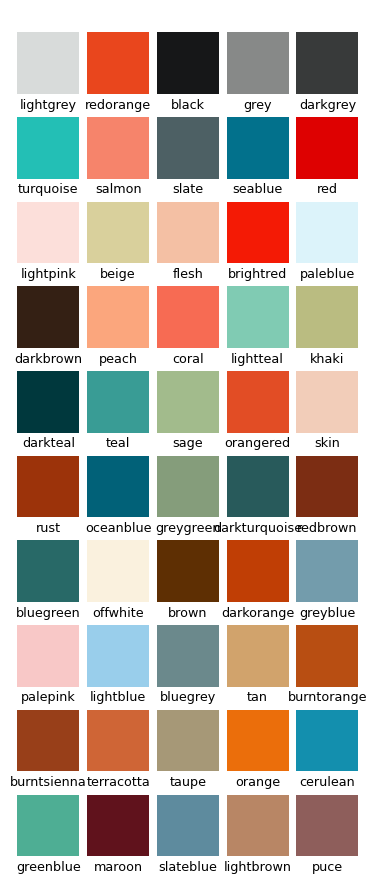 lightgrey redorange black grey darkgrey
turquoise salmon slate seablue red
lightpink beige flesh brightred paleblue
darkbrown peach coral lightteal khaki
darkteal teal sage orangered skin
rust oceanblue greygreen darkturquoise redbrown
bluegreen offwhite brown darkorange greyblue
palepink lightblue bluegrey tan burntorange
burntsienna terracotta taupe orange cerulean
greenblue maroon slateblue lightbrown puce